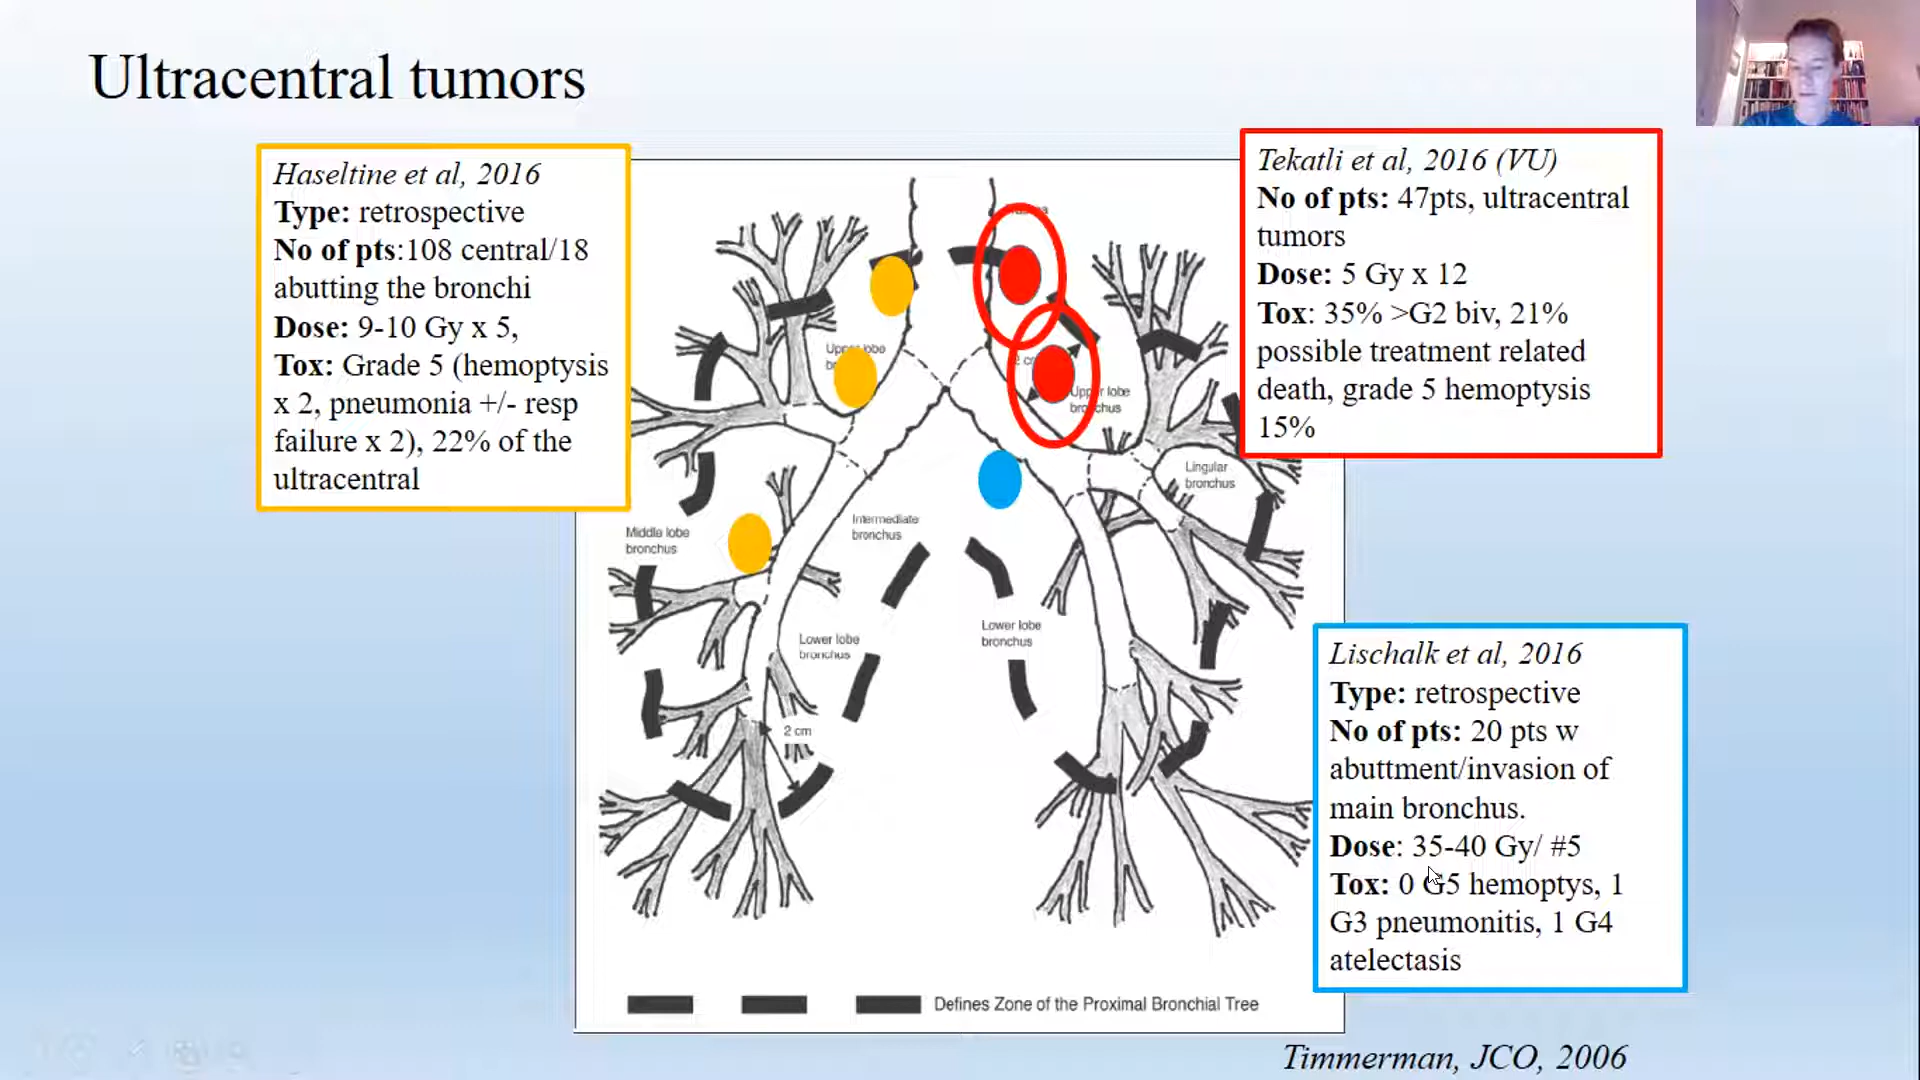 Ultracentral tumors
Haseltine et al, 2016
Type: retrospective
No of pts:108 central/18
abutting the bronchi
Dose: 9-10 Gy x 5,
Tox: Grade 5 (hemoptysis
x 2, pneumonia +/- resp
failure x 2), 22% of the
ultracentral
Tekatli et al, 2016 (VU)
No of pts: 47pts, ultracentral
tumors
Dose: 5 Gy x 12
Tox: 35% >G2 biv, 21%
possible treatment related
death, grade 5 hemoptysis
15%
Upper lobe
bronchus
Lingular
bronchus
Middle lobe
bronchus
Intermediate
bronchus
Lower lobe
bronchus
Lower lobe
bronchus
2 cm
Lischalk et al, 2016
Type: retrospective
No of pts: 20 pts w
abuttment/invasion of
main bronchus.
Dose: 35-40 Gy/ #5
Tox: 0 G5 hemoptys, 1
G3 pneumonitis, 1 G4
atelectasis
Defines Zone of the Proximal Bronchial Tree
Timmerman, JCO, 2006